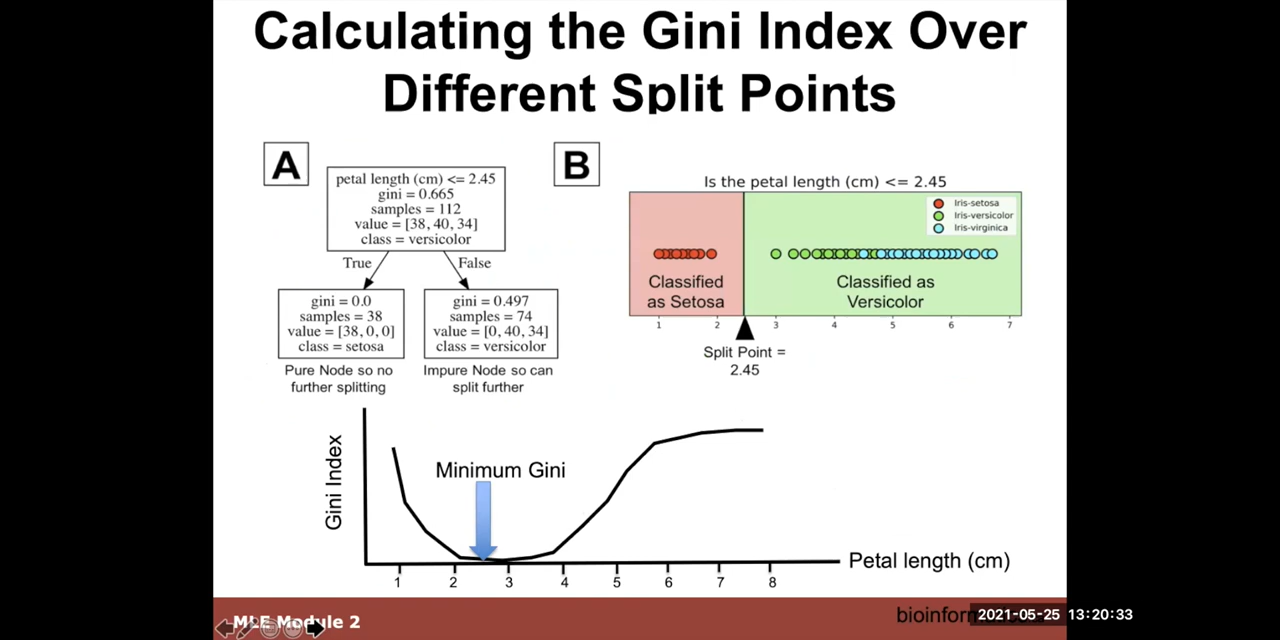 Calculating the Gini Index Over
Different Split Points
A
petal length (cm) <= 2.45
gini = 0.665
samples = 112
value = [38, 40, 34]
class = versicolor
True
False
gini = 0.0
samples = 38
value = [38, 0, 0]
class = setosa
gini = 0.497
samples = 74
value = [0, 40, 34]
class = versicolor
Pure Node so no
further splitting
Impure Node so can
split further
B
Is the petal length (cm) <= 2.45
Iris-setosa
Iris-versicolor
Iris-virginica
Classified
as Setosa
Classified as
Versicolor
1 2 3 4 5 6 7
Split Point =
2.45
Gini Index
Minimum Gini
Petal length (cm)
1 2 3 4 5 6 7 8
MLE Module 2
2021-05-25 13:20:33